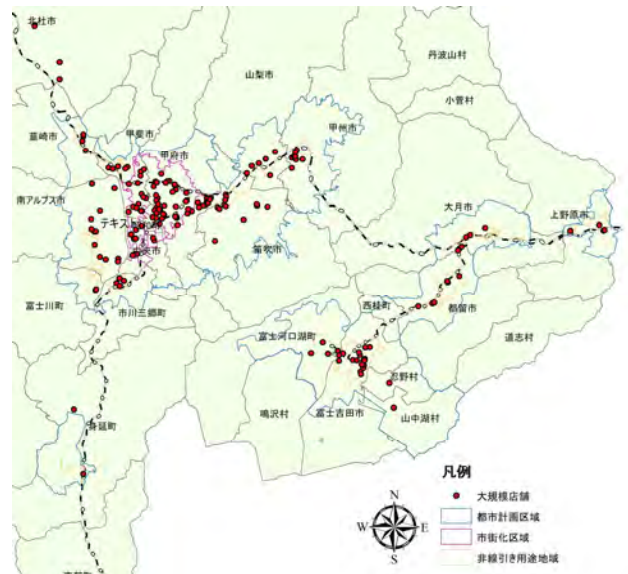 北杜市
丹波山村
山梨市
小菅村
韮崎市
甲斐市
甲府市
甲州市
南アルプス市
テキス
大月市
上野原市
央市
笛吹市
富士川町
市川三郷町
西桂町
都留市
富士河口湖町
道志村
忍野村
鳴沢村
富士吉田市
山中湖村
身延町
凡例
大規模店舗
都市計画区域
市街化区域
非線引き用途地域
N
W
E
S